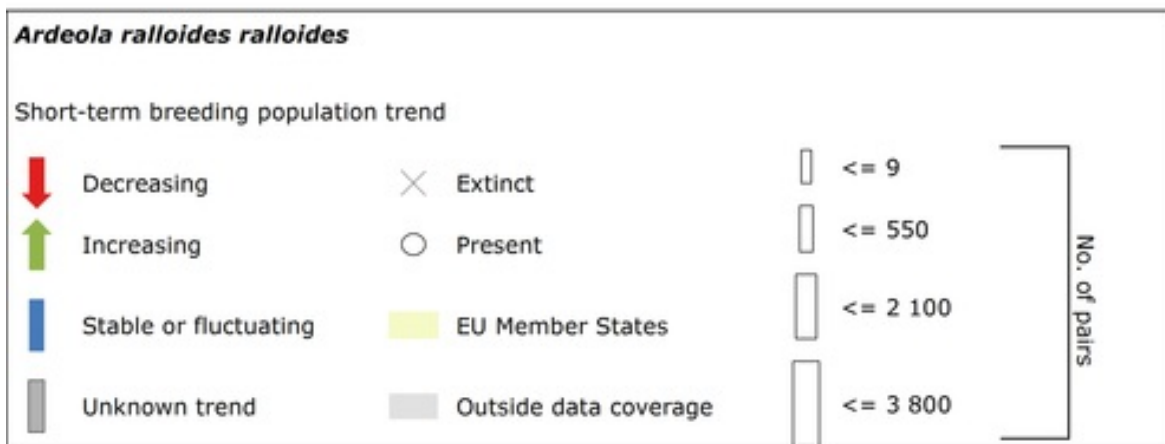 Ardeola ralloides ralloides
Short-term breeding population trend
Decreasing
Increasing
Stable or fluctuating
Unknown trend
Extinct
Present
EU Member States
Outside data coverage
<= 9
<= 550
<= 2 100
<= 3 800
No. of pairs